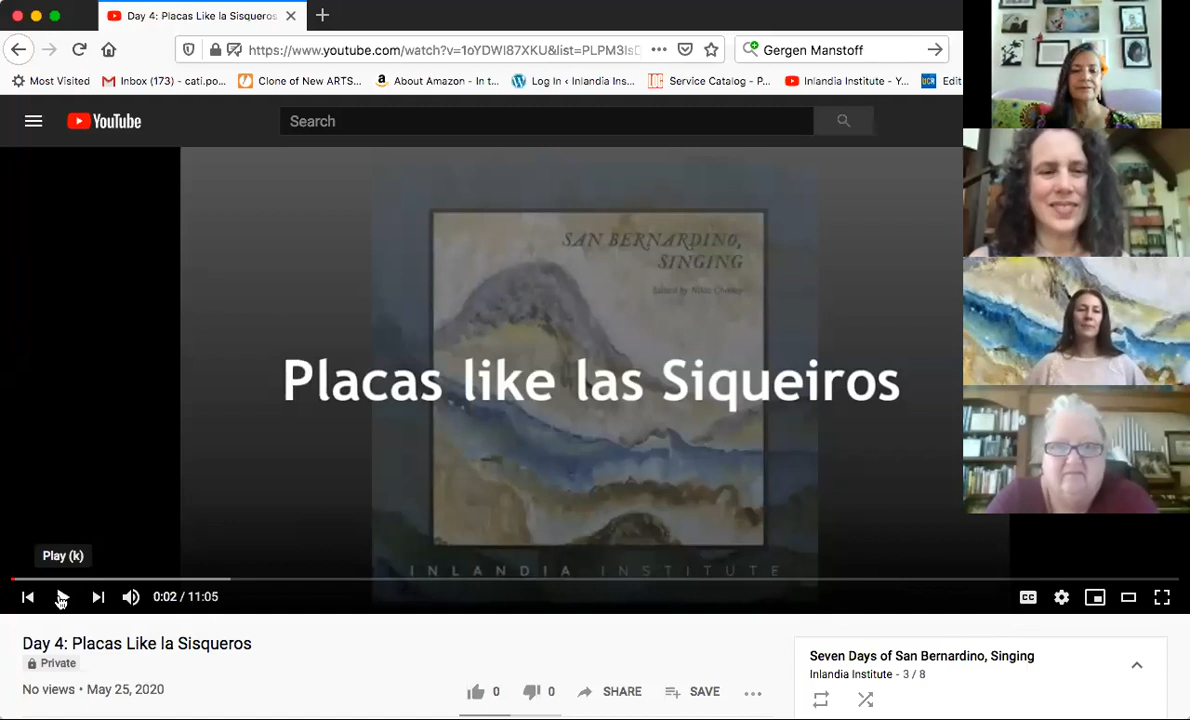 Day 4: Placas Like la Sisqueros
https://www.youtube.com/watch?v=1oYDWI87XKU&list=PLPM3IsD
Gergen Manstoff
Most Visited
Inbox (173) - cati.po...
Clone of New ARTS...
About Amazon - In t...
Log In ‹ Inlandia Ins...
Service Catalog - P...
Inlandia Institute - Y...
Edit
YouTube
Search
SAN BERNARDINO,
SINGING
Placas like las Siqueiros
INLANDIA INSTITUTE
Play (k)
0:02 / 11:05
CC
Day 4: Placas Like la Sisqueros
Private
No views • May 25, 2020
0
0
SHARE
SAVE
Seven Days of San Bernardino, Singing
Inlandia Institute - 3 / 8